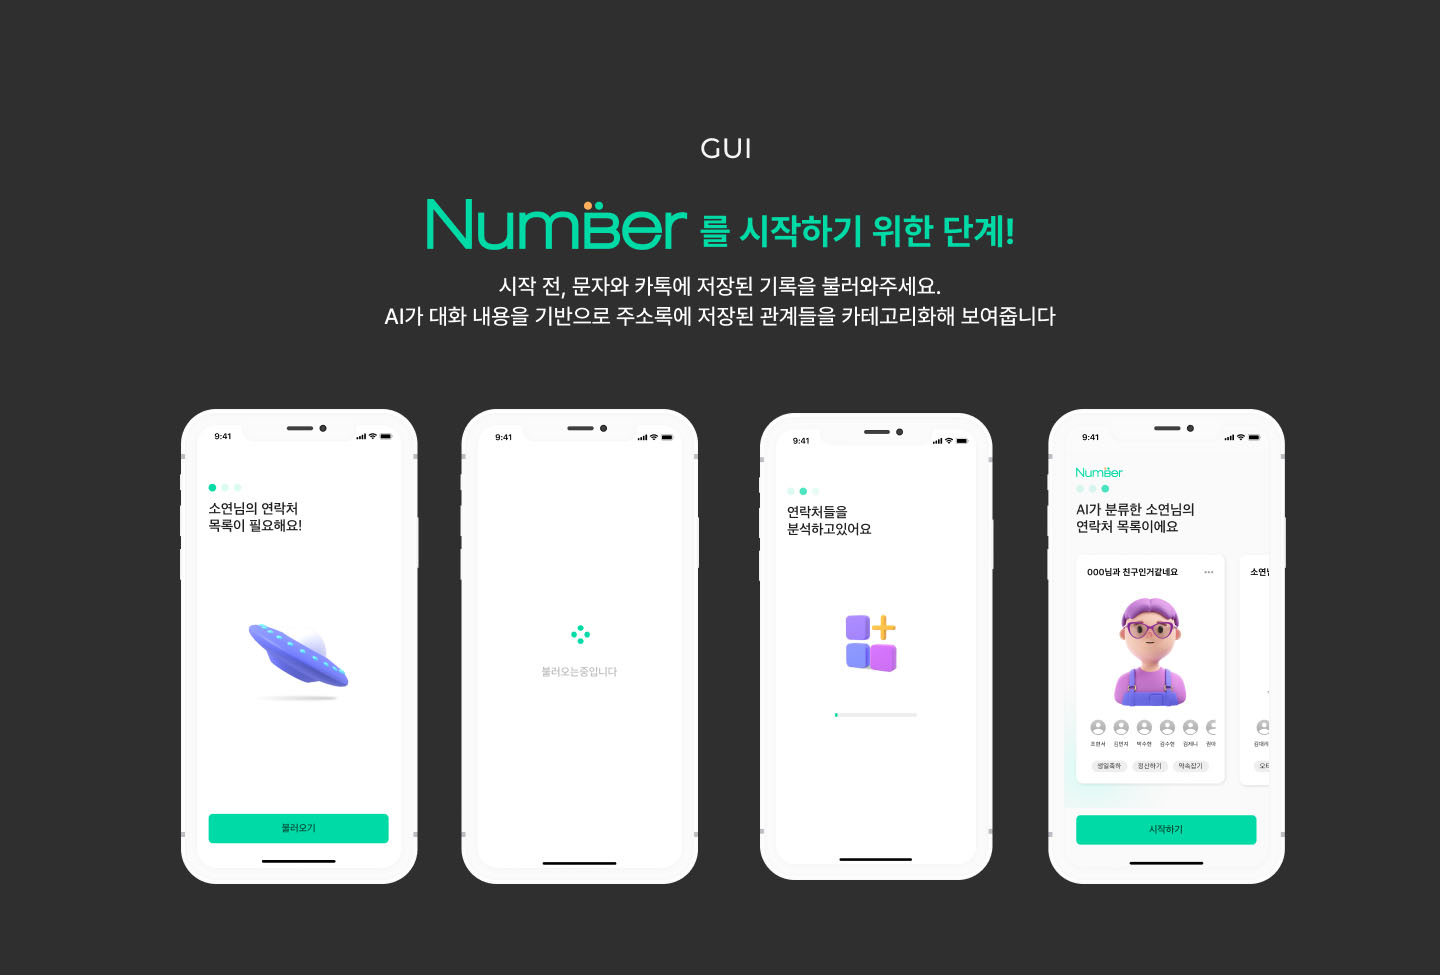 GUI
Number 를 시작하기 위한 단계!
시작 전, 문자와 카톡에 저장된 기록을 불러와주세요.
AI가 대화 내용을 기반으로 주소록에 저장된 관계들을 카테고리화해 보여줍니다
9:41
소연님의 연락처
목록이 필요해요!
불러오기
9:41
불러오는중입니다
9:41
연락처들을
분석하고있어요
9:41
Number
AI가 분류한 소연님의
연락처 목록이에요
000님과 친구인거같네요
소연님
김민지 박수현 김수현 김제니
생일축하 정산하기 약속잡기
시작하기